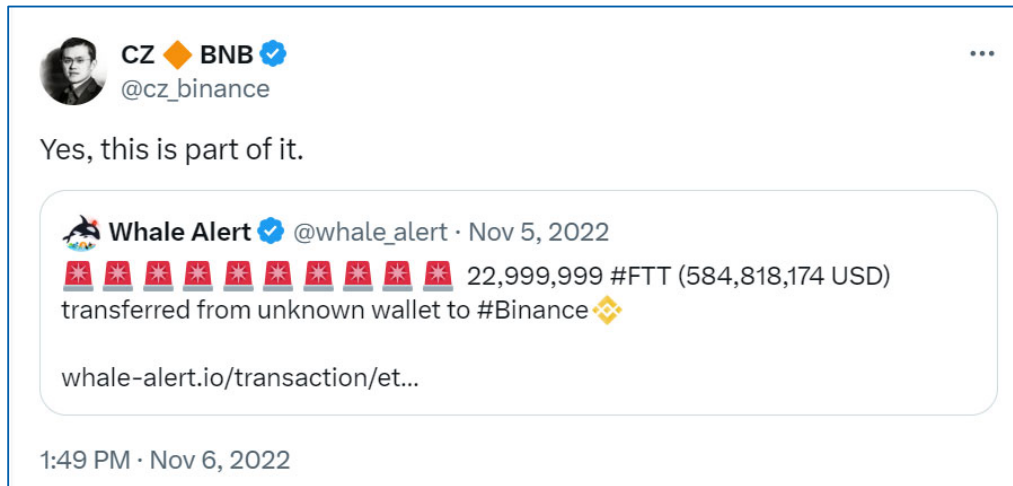 CZ 🔶 BNB
@cz_binance
Yes, this is part of it.
Whale Alert @whale_alert · Nov 5, 2022
🚨 🚨 🚨 🚨 🚨 🚨 🚨 🚨 🚨 🚨 22,999,999 #FTT (584,818,174 USD)
transferred from unknown wallet to #Binance
whale-alert.io/transaction/et...
1:49 PM · Nov 6, 2022